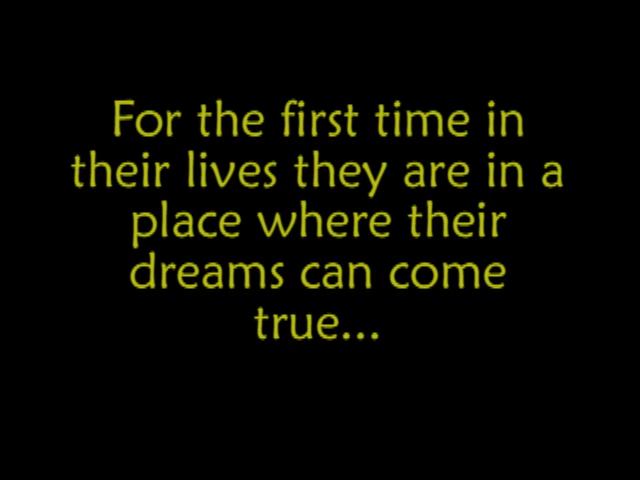 For the first time in
their lives they are in a
place where their
dreams can come
true...